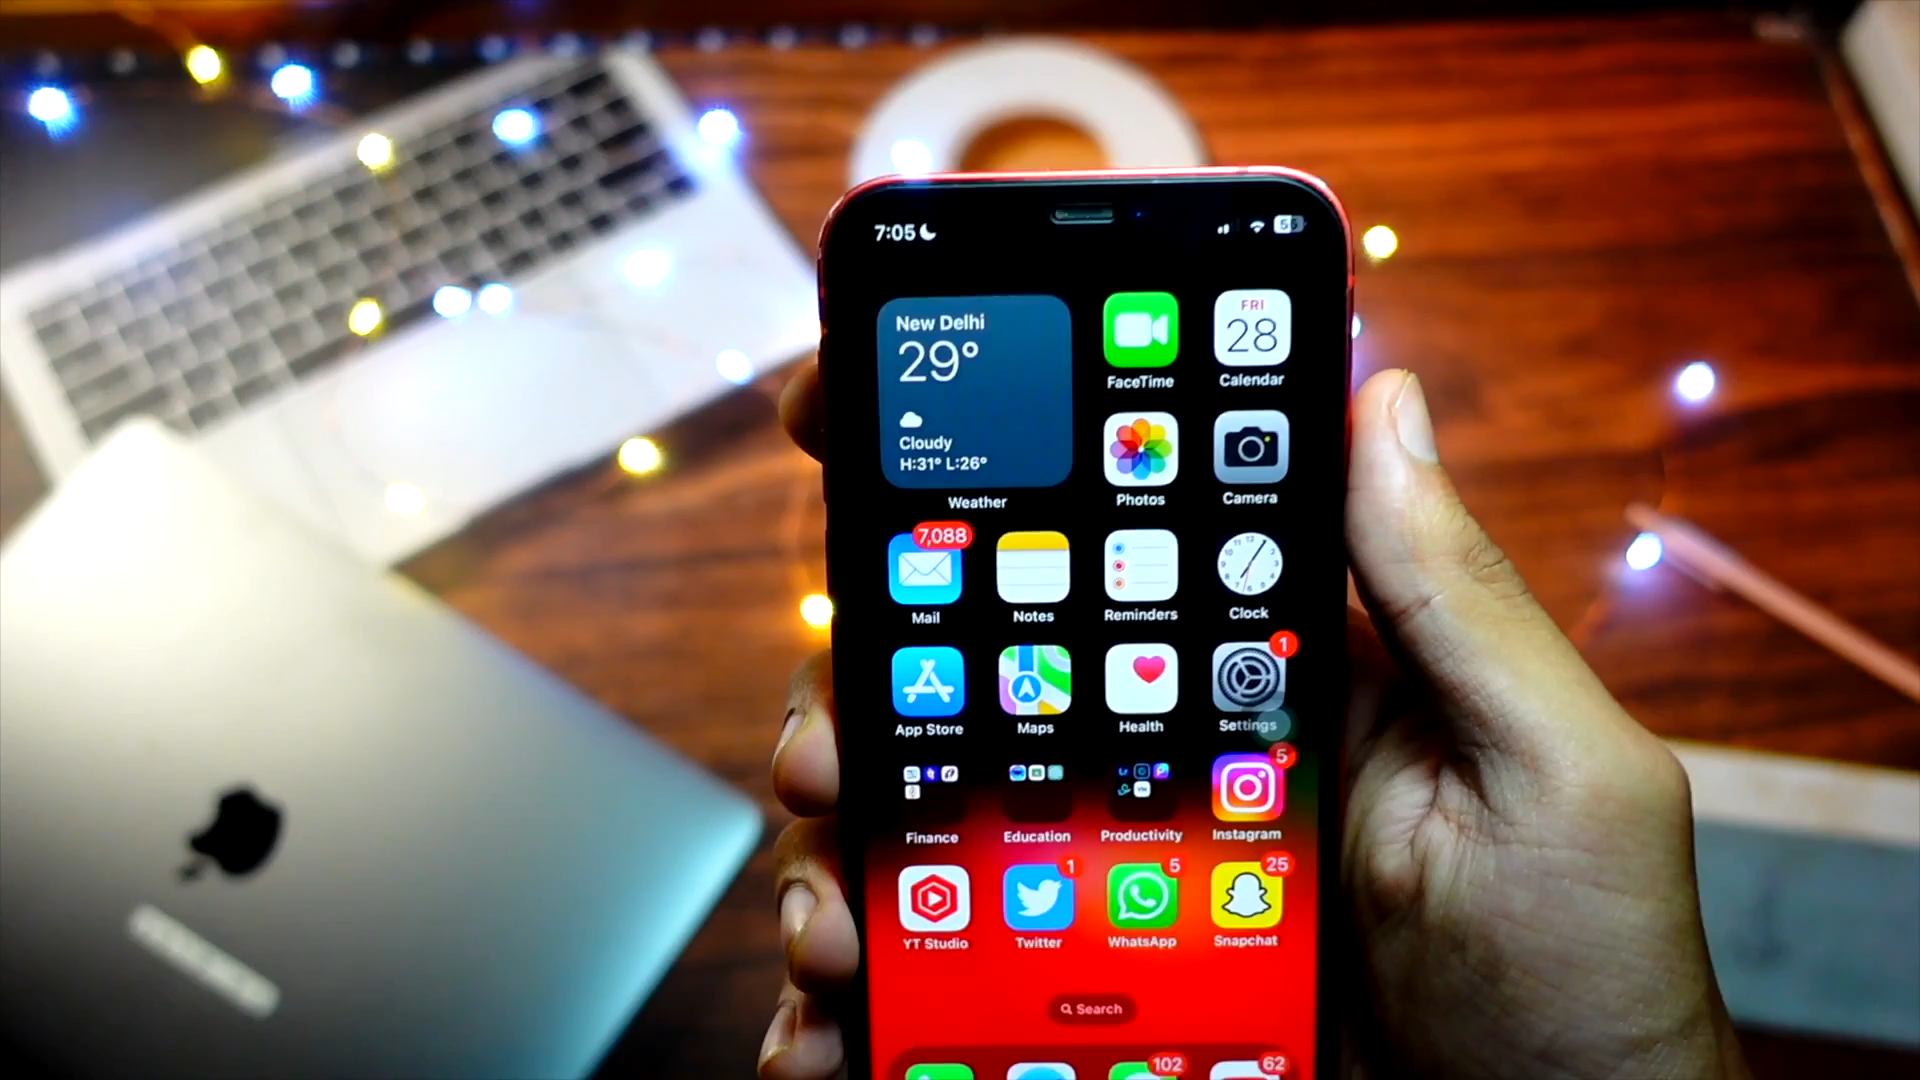 7:05
56
New Delhi
29°
Cloudy
H:31° L:26°
Weather
FaceTime
FRI
28
Calendar
Photos
Camera
7,088
Mail
Notes
Reminders
Clock
App Store
Maps
Health
1
Settings
Finance
Education
Productivity
5
Instagram
YT Studio
1
Twitter
5
WhatsApp
25
Snapchat
Search
102
62